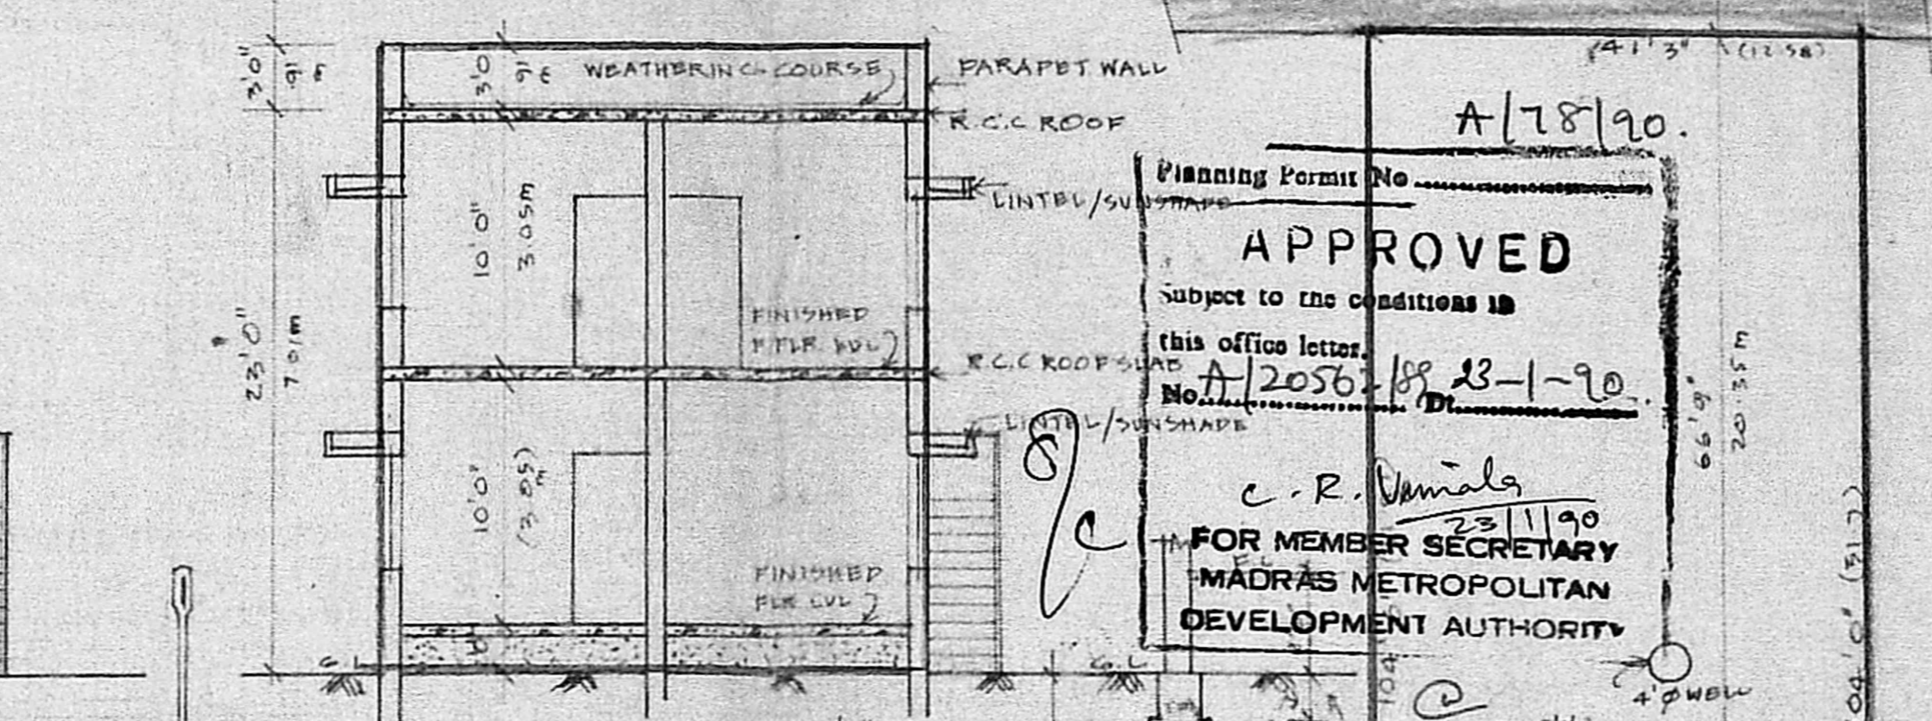 3'0"
.91
3'0
.91
WEATHERING COURSE
PARAPET WALL
R.C.C ROOF
LINTEL/SUNSHADE
10'0"
3.05m
FINISHED
F.FLR. LVL
23'0"
7.01m
R.C.C ROOF SLAB
LINTEL/SUNSHADE
10'0"
(3.05)
m
FINISHED
FLR LVL
G.L
G.L
41'3" (12.58)
A/78/90.
Planning Permit No
APPROVED
Subject to the conditions in
this office letter.
No. A/20562/89 Dt 23-1-90
C. R.
23/1/90
FOR MEMBER SECRETARY
MADRAS METROPOLITAN
DEVELOPMENT AUTHORITY
66'9"
20.35m
4'Ø WELL